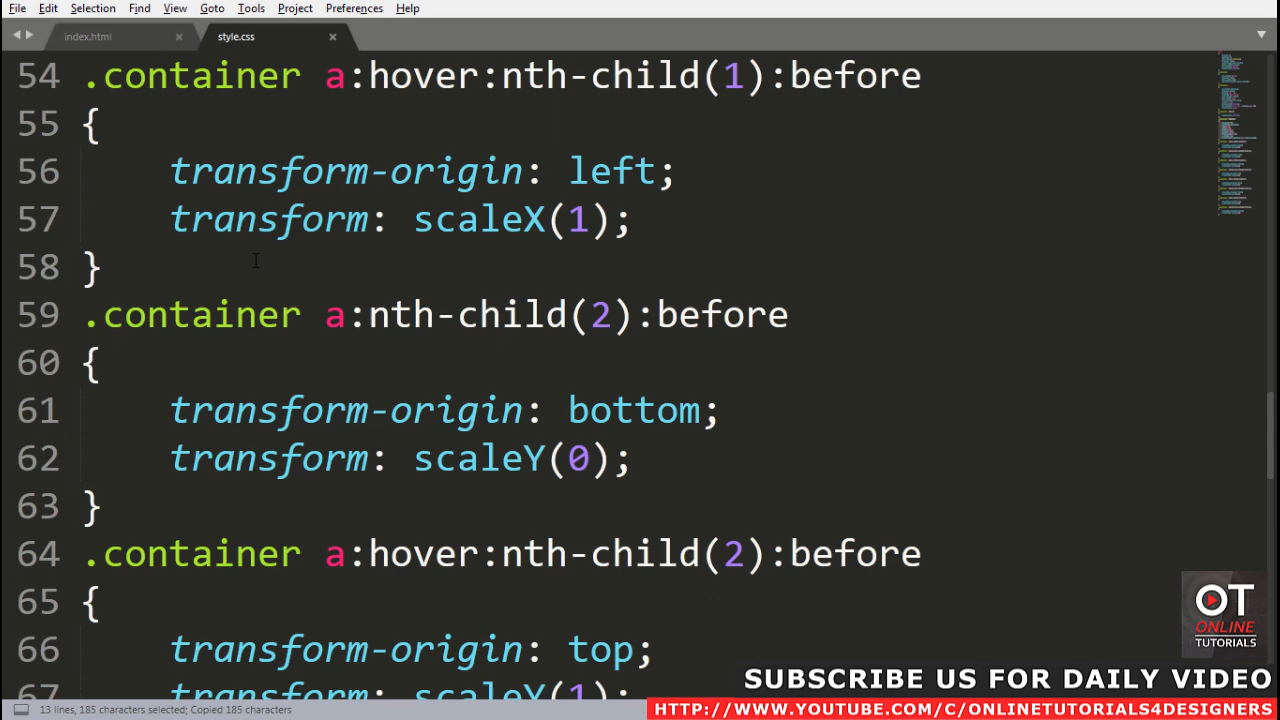 File Edit Selection Find View Goto Tools Project Preferences Help
index.html × style.css ×
54 .container a:hover:nth-child(1):before
55 {
56 transform-origin: left;
57 transform: scaleX(1);
58 }
59 .container a:nth-child(2):before
60 {
61 transform-origin: bottom;
62 transform: scaleY(0);
63 }
64 .container a:hover:nth-child(2):before
65 {
66 transform-origin: top;
67 transform: scaleY(1);
OT
ONLINE
TUTORIALS
SUBSCRIBE US FOR DAILY VIDEO
13 lines, 185 characters selected; Copied 185 characters
HTTP://WWW.YOUTUBE.COM/C/ONLINETUTORIALS4DESIGNERS